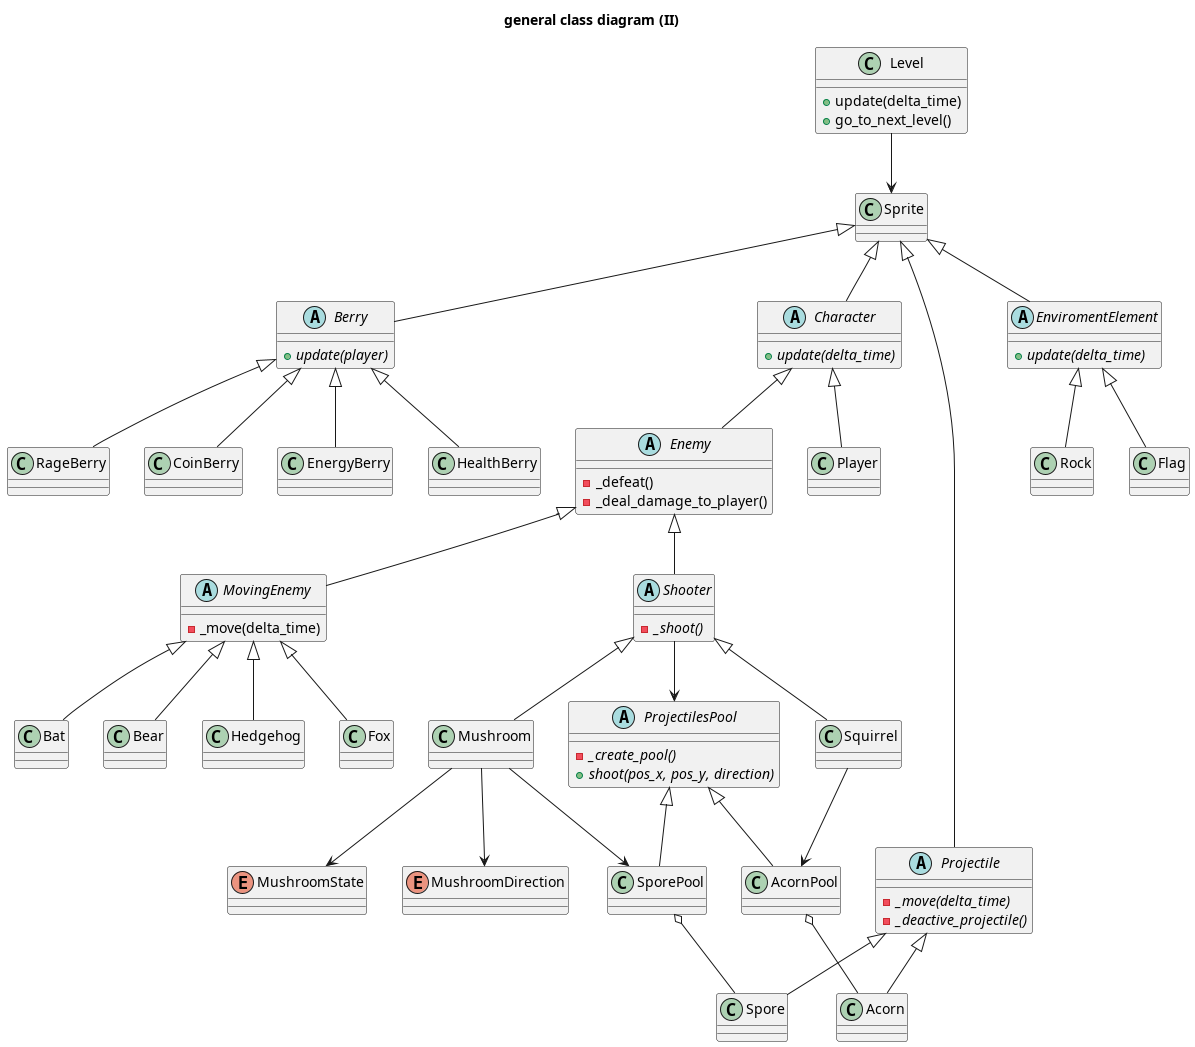 general class diagram (II)
C Level
update(delta_time)
go_to_next_level()
C Sprite
A Berry
update(player)
A Character
update(delta_time)
A EnviromentElement
update(delta_time)
C RageBerry
C CoinBerry
C EnergyBerry
C HealthBerry
A Enemy
_defeat()
_deal_damage_to_player()
C Player
C Rock
C Flag
A MovingEnemy
_move(delta_time)
A Shooter
_shoot()
C Bat
C Bear
C Hedgehog
C Fox
C Mushroom
A ProjectilesPool
_create_pool()
shoot(pos_x, pos_y, direction)
C Squirrel
E MushroomState
E MushroomDirection
C SporePool
C AcornPool
A Projectile
_move(delta_time)
_deactive_projectile()
C Spore
C Acorn